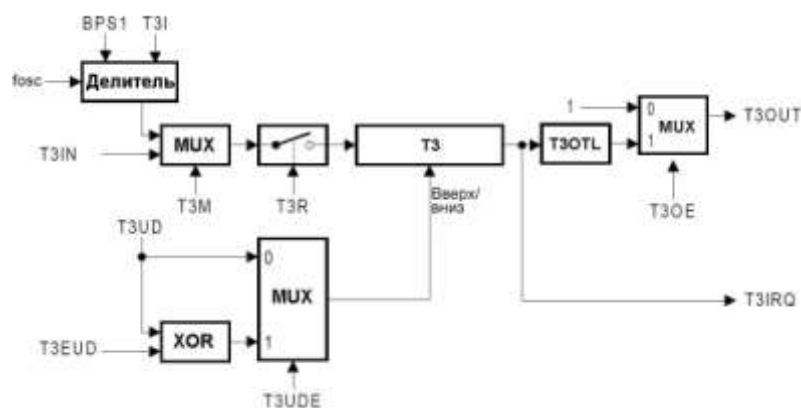 BPS1 T3I
fosc
Делитель
T3IN
MUX
T3
T3OTL
1
0
1
MUX
T3OUT
T3M
T3R
Вверх/
вниз
T3OE
T3UD
0
MUX
1
T3IRQ
T3EUD
XOR
T3UDE